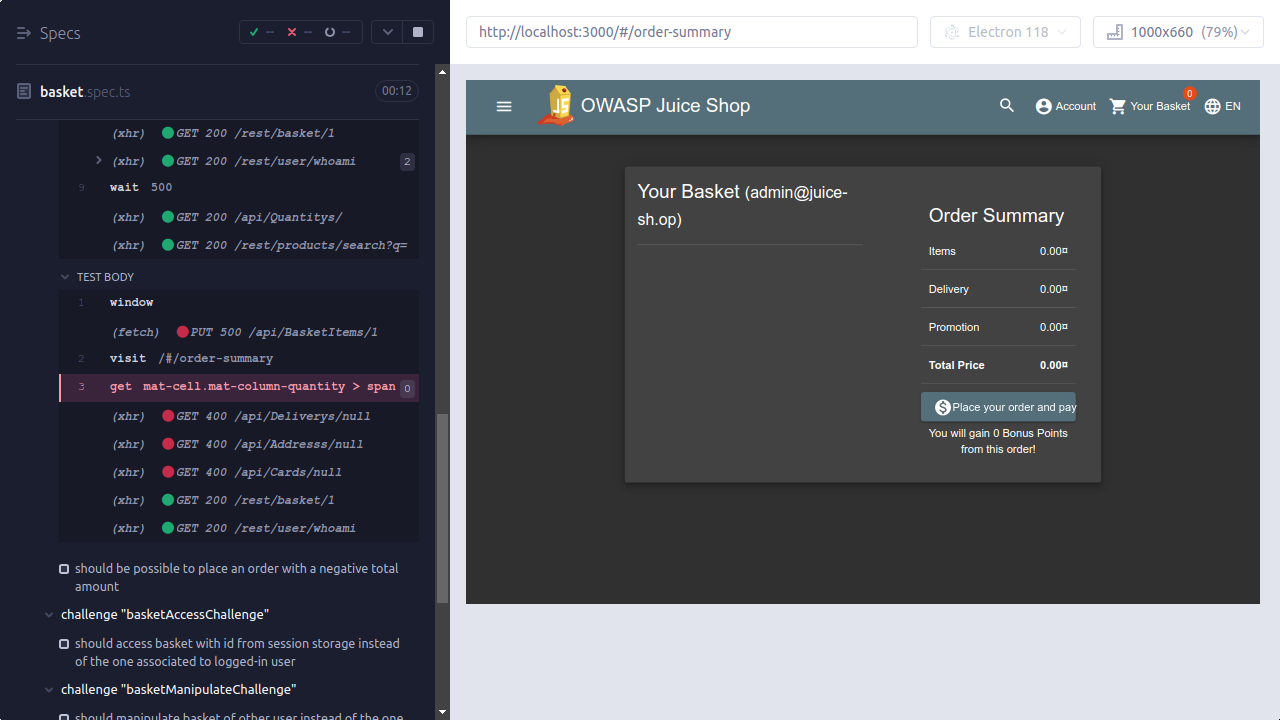 Specs
--
--
--
basket.spec.ts
00:12
(xhr) GET 200 /rest/basket/1
(xhr) GET 200 /rest/user/whoami 2
9 wait 500
(xhr) GET 200 /api/Quantitys/
(xhr) GET 200 /rest/products/search?q=
TEST BODY
1 window
(fetch) PUT 500 /api/BasketItems/1
2 visit /#/order-summary
3 get mat-cell.mat-column-quantity > span 0
(xhr) GET 400 /api/Deliverys/null
(xhr) GET 400 /api/Addresss/null
(xhr) GET 400 /api/Cards/null
(xhr) GET 200 /rest/basket/1
(xhr) GET 200 /rest/user/whoami
should be possible to place an order with a negative total
amount
challenge "basketAccessChallenge"
should access basket with id from session storage instead
of the one associated to logged-in user
challenge "basketManipulateChallenge"
should manipulate basket of other user instead of the one
http://localhost:3000/#/order-summary
Electron 118
1000x660 (79%)
JS
OWASP Juice Shop
Account
Your Basket
0
EN
Your Basket (admin@juice-
sh.op)
Order Summary
Items 0.00¤
Delivery 0.00¤
Promotion 0.00¤
Total Price 0.00¤
Place your order and pay
You will gain 0 Bonus Points
from this order!